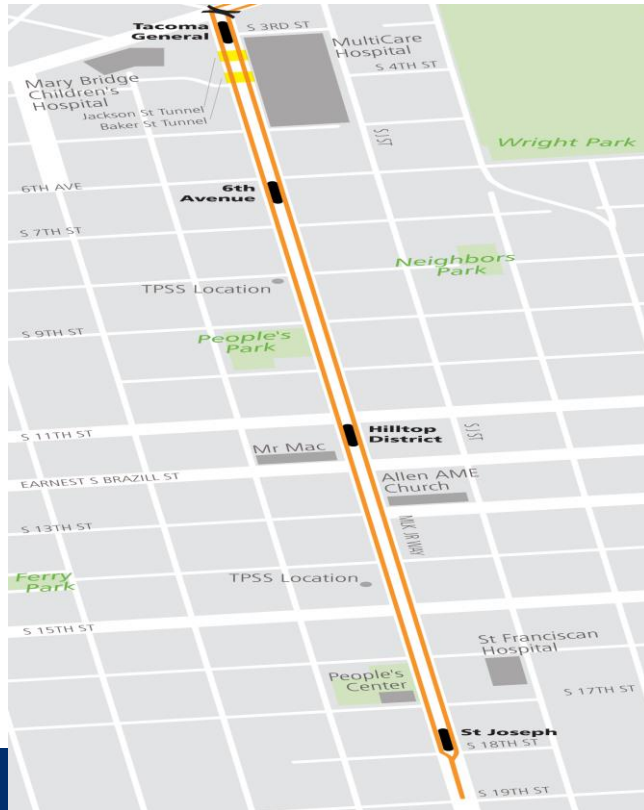 Tacoma
General
S 3RD ST
MultiCare
Hospital
S 4TH ST
Mary Bridge
Children's
Hospital
Jackson St Tunnel
Baker St Tunnel
S J ST
Wright Park
6TH AVE
6th
Avenue
S 7TH ST
Neighbors
Park
TPSS Location
S 9TH ST
People's
Park
S 11TH ST
Hilltop
District
S J ST
Mr Mac
EARNEST S BRAZILL ST
Allen AME
Church
S 13TH ST
MLK JR WAY
Ferry
Park
TPSS Location
S 15TH ST
St Franciscan
Hospital
People's
Center
S 17TH ST
St Joseph
S 18TH ST
S 19TH ST